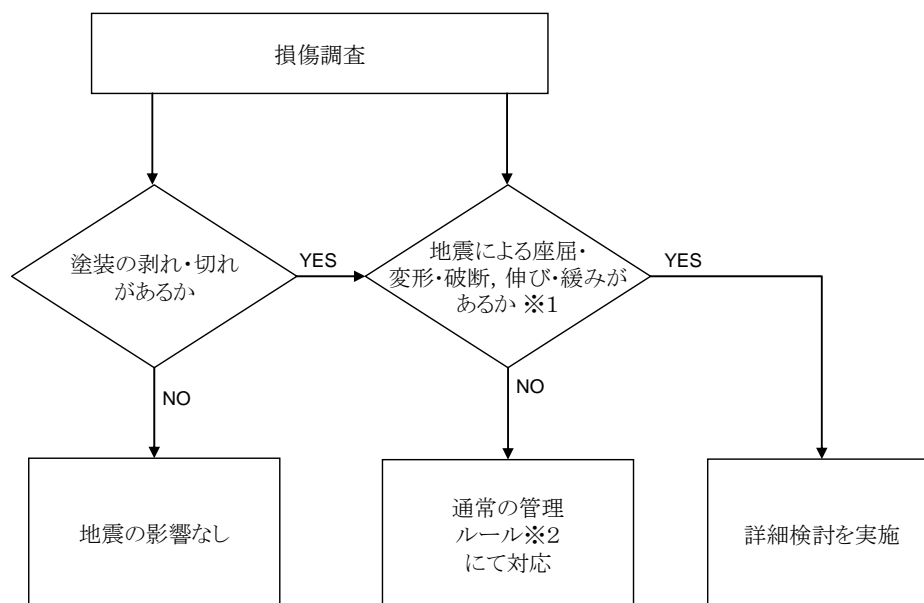 損傷調査
塗装の剥れ・切れ
があるか
YES
地震による座屈・
変形・破断，伸び・緩みが
があるか ※1
YES
NO
NO
地震の影響なし
通常の管理
ルール※2
にて対応
詳細検討を実施